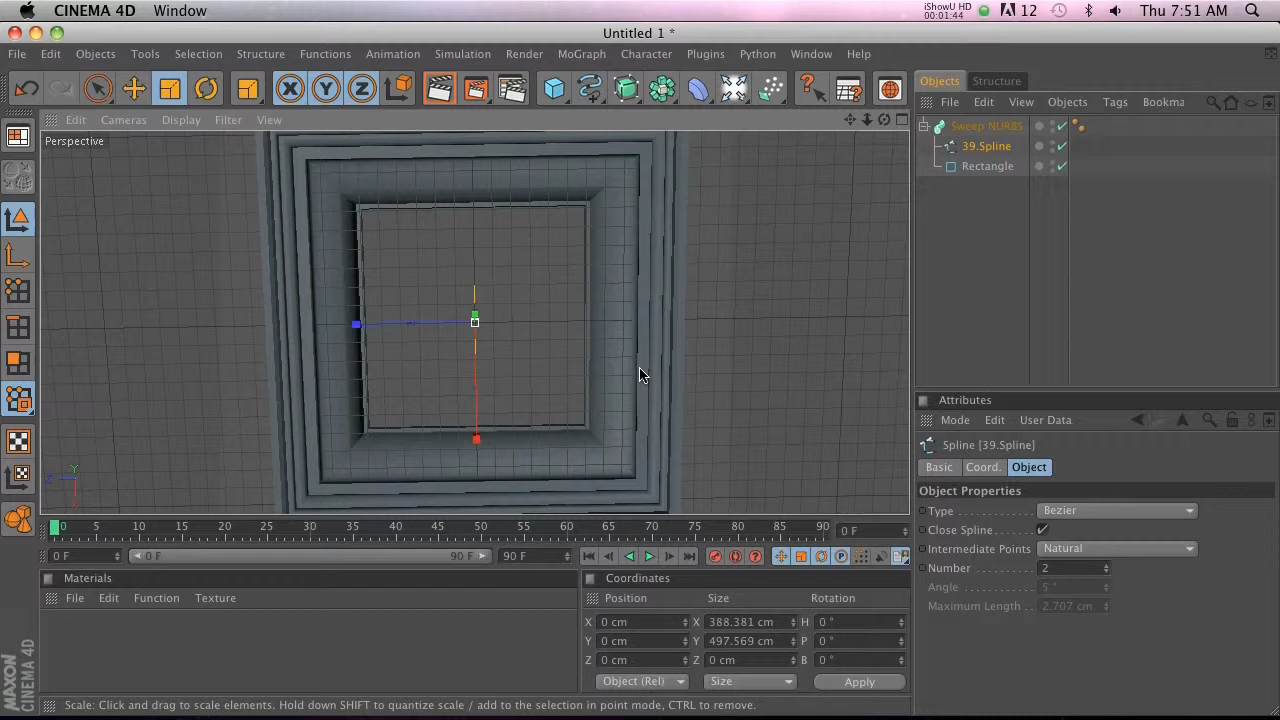 CINEMA 4D Window
iShowU HD
00:01:44
12
Thu 7:51 AM
Untitled 1 *
File Edit Objects Tools Selection Structure Functions Animation Simulation Render MoGraph Character Plugins Python Window Help
Objects Structure
File Edit View Objects Tags Bookma
Edit Cameras Display Filter View
Perspective
Sweep NURBS
39.Spline
Rectangle
X Y Z
Attributes
Mode Edit User Data
Spline [39.Spline]
Basic Coord. Object
Object Properties
Type Bezier
Close Spline
Intermediate Points Natural
Number 2
Angle 5 °
Maximum Length 2.707 cm
Y
Z
0 5 10 15 20 25 30 35 40 45 50 55 60 65 70 75 80 85 90 0 F
0 F 0 F 90 F 90 F
Materials
File Edit Function Texture
Coordinates
Position Size Rotation
X 0 cm X 388.381 cm H 0 °
Y 0 cm Y 497.569 cm P 0 °
Z 0 cm Z 0 cm B 0 °
Object (Rel) Size Apply
MAXON
CINEMA 4D
Scale: Click and drag to scale elements. Hold down SHIFT to quantize scale / add to the selection in point mode, CTRL to remove.